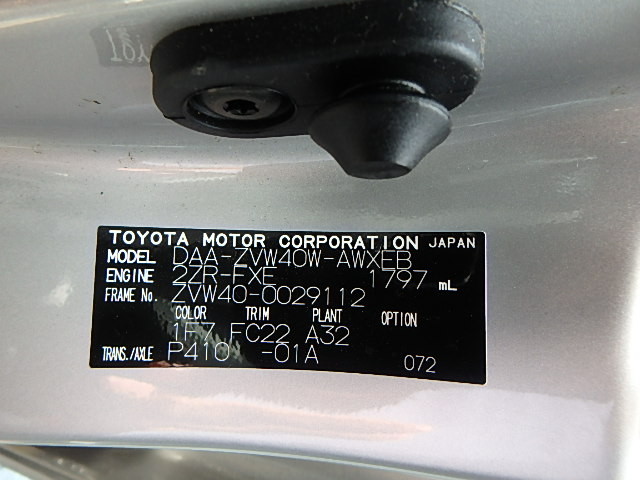 TOYOTA MOTOR CORPORATION JAPAN
MODEL DAA-ZVW40W-AWXEB
ENGINE 2ZR-FXE 1797 mL
FRAME No. ZVW40-0029112
COLOR TRIM PLANT OPTION
1F7 FC22 A32
TRANS./AXLE P410 -01A 072